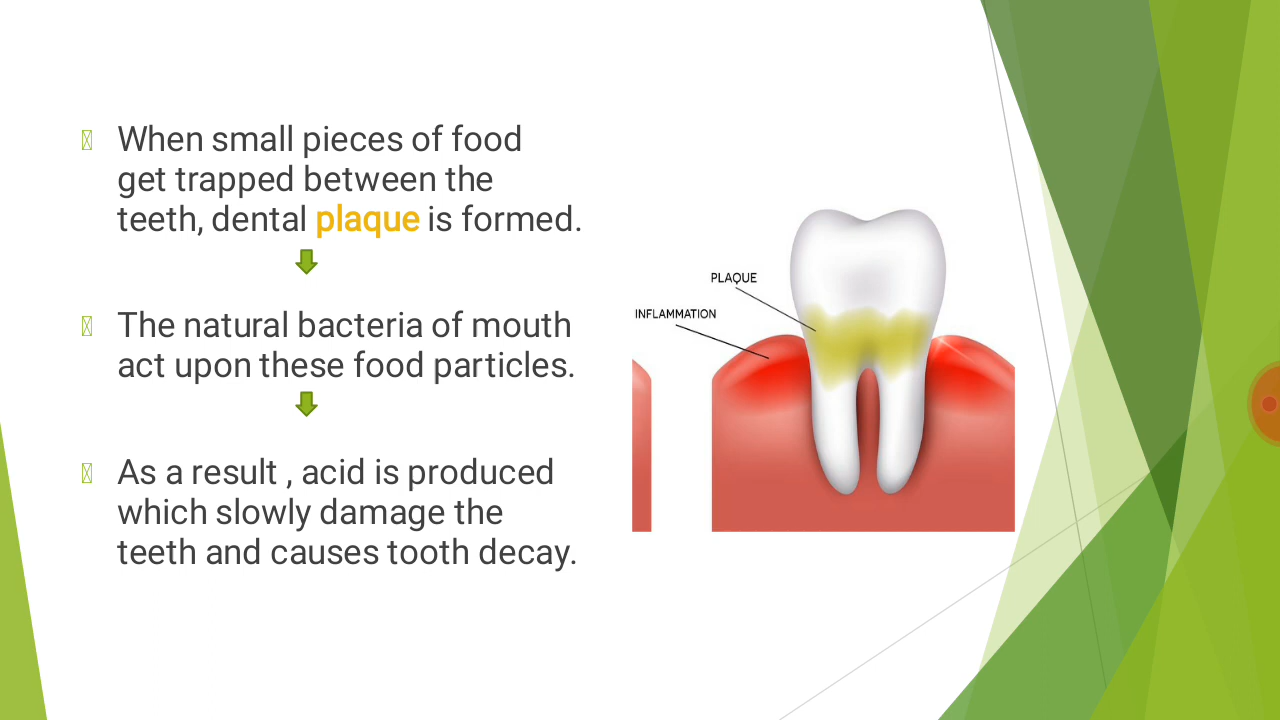 When small pieces of food
get trapped between the
teeth, dental plaque is formed.
The natural bacteria of mouth
act upon these food particles.
As a result , acid is produced
which slowly damage the
teeth and causes tooth decay.
PLAQUE
INFLAMMATION